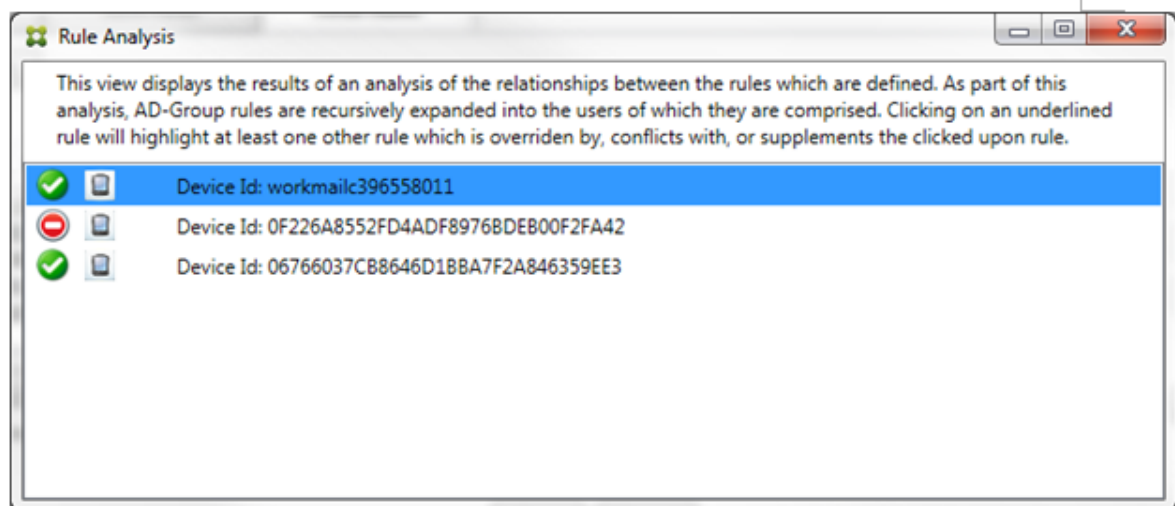 Rule Analysis
This view displays the results of an analysis of the relationships between the rules which are defined. As part of this
analysis, AD-Group rules are recursively expanded into the users of which they are comprised. Clicking on an underlined
rule will highlight at least one other rule which is overriden by, conflicts with, or supplements the clicked upon rule.
Device Id: workmailc396558011
Device Id: 0F226A8552FD4ADF8976BDEB00F2FA42
Device Id: 06766037CB8646D1BBA7F2A846359EE3